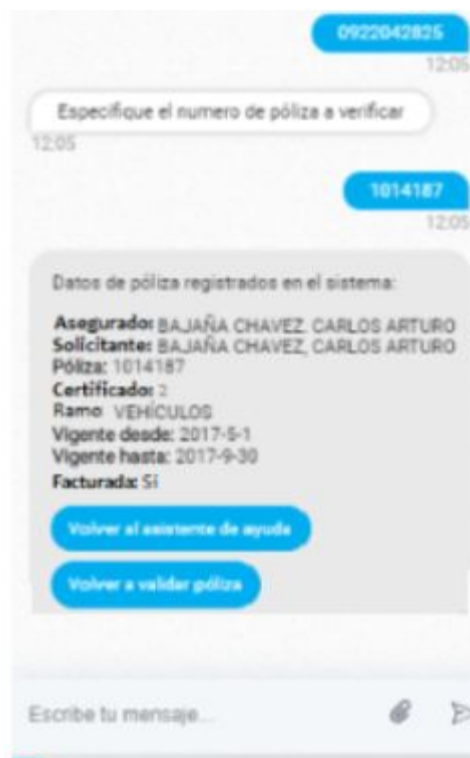 0922042825
12:05
Especifique el numero de póliza a verificar
12:05
1014187
12:05
Datos de póliza registrados en el sistema:
Asegurado: BAJAÑA CHAVEZ, CARLOS ARTURO
Solicitante: BAJAÑA CHAVEZ, CARLOS ARTURO
Póliza: 1014187
Certificado: 2
Ramo: VEHÍCULOS
Vigente desde: 2017-5-1
Vigente hasta: 2017-9-30
Facturada: Si
Volver al asistente de ayuda
Volver a validar póliza
Escribe tu mensaje...